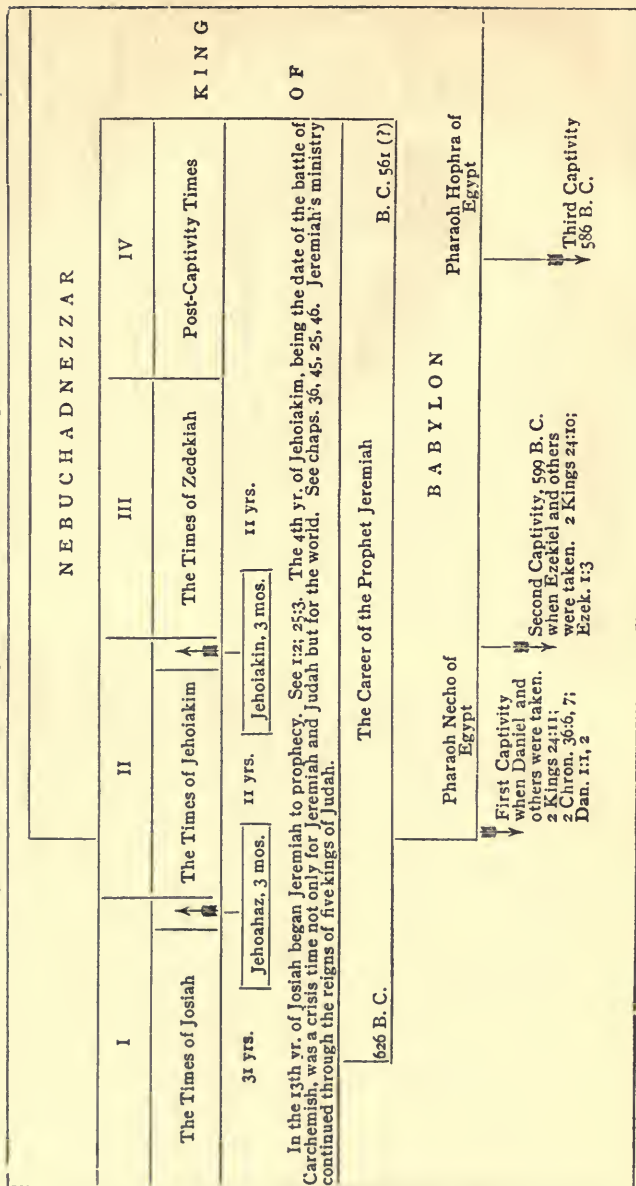 NEBUCHADNEZZAR
KING
OF
BABYLON
I
II
III
IV
The Times of Josiah
The Times of Jehoiakim
The Times of Zedekiah
Post-Captivity Times
31 yrs.
Jehoahaz, 3 mos.
11 yrs.
Jehoiakin, 3 mos.
11 yrs.
In the 13th yr. of Josiah began Jeremiah to prophecy. See 1:2; 25:3. The 4th yr. of Jehoiakim, being the date of the battle of
Carchemish, was a crisis time not only for Jeremiah and Judah but for the world. See chaps. 36, 45, 25, 46. Jeremiah's ministry
continued through the reigns of five kings of Judah.
The Career of the Prophet Jeremiah
626 B. C.
B. C. 561 (?)
Pharaoh Necho of
Egypt
Pharaoh Hophra of
Egypt
First Captivity
when Daniel and
others were taken.
2 Kings 24:11;
2 Chron. 36:6, 7;
Dan. 1:1, 2
Second Captivity, 599 B. C.
when Ezekiel and others
were taken. 2 Kings 24:10;
Ezek. 1:3
Third Captivity
586 B. C.